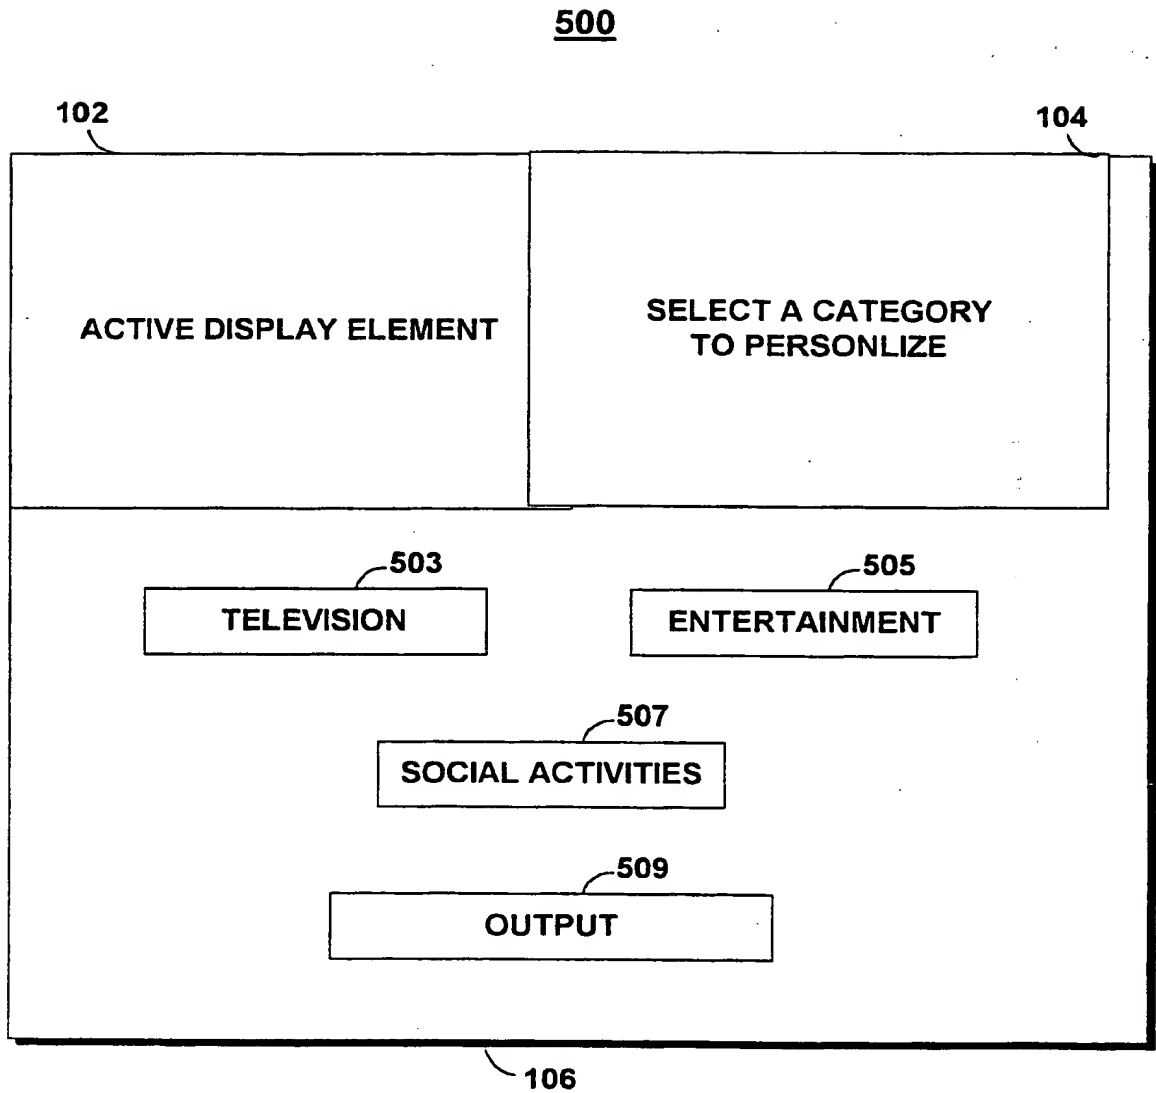 500
102
104
ACTIVE DISPLAY ELEMENT
SELECT A CATEGORY
TO PERSONLIZE
503
505
TELEVISION
ENTERTAINMENT
507
SOCIAL ACTIVITIES
509
OUTPUT
106